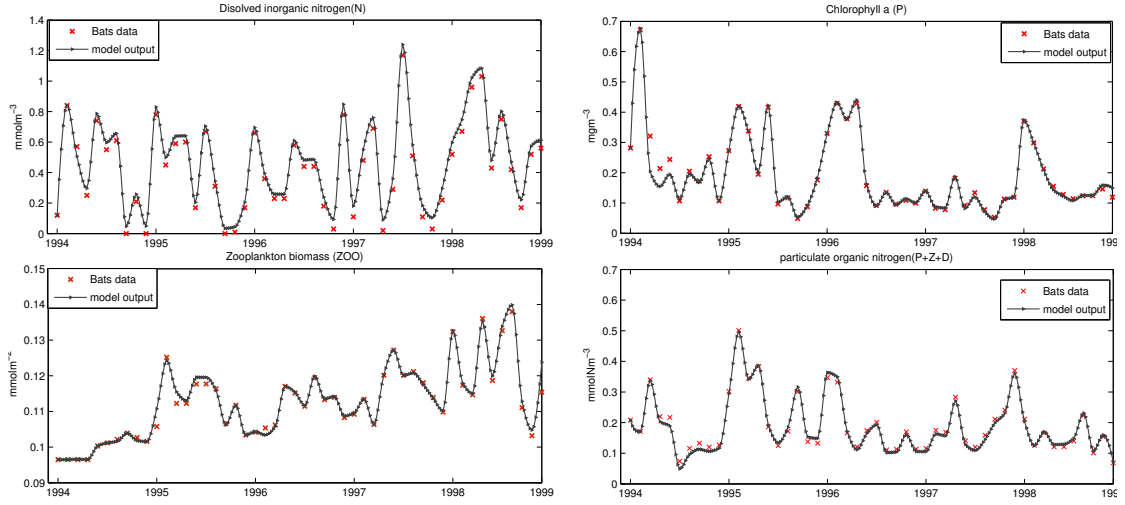 Disolved inorganic nitrogen(N)
1.4
1.2
1
0.8
0.6
0.4
0.2
0
mmolm⁻³
× Bats data
model output
1994 1995 1996 1997 1998 1999
Chlorophyll a (P)
0.7
0.6
0.5
0.4
0.3
0.2
0.1
0
mgm⁻³
× Bats data
model output
1994 1995 1996 1997 1998 1999
Zooplankton biomass (ZOO)
0.15
0.14
0.13
0.12
0.11
0.1
0.09
× Bats data
model output
1994 1995 1996 1997 1998 1999
particulate organic nitrogen(P+Z+D)
0.7
0.6
0.5
0.4
0.3
0.2
0.1
0
mmolNm⁻³
× Bats data
model output
1994 1995 1996 1997 1998 1999